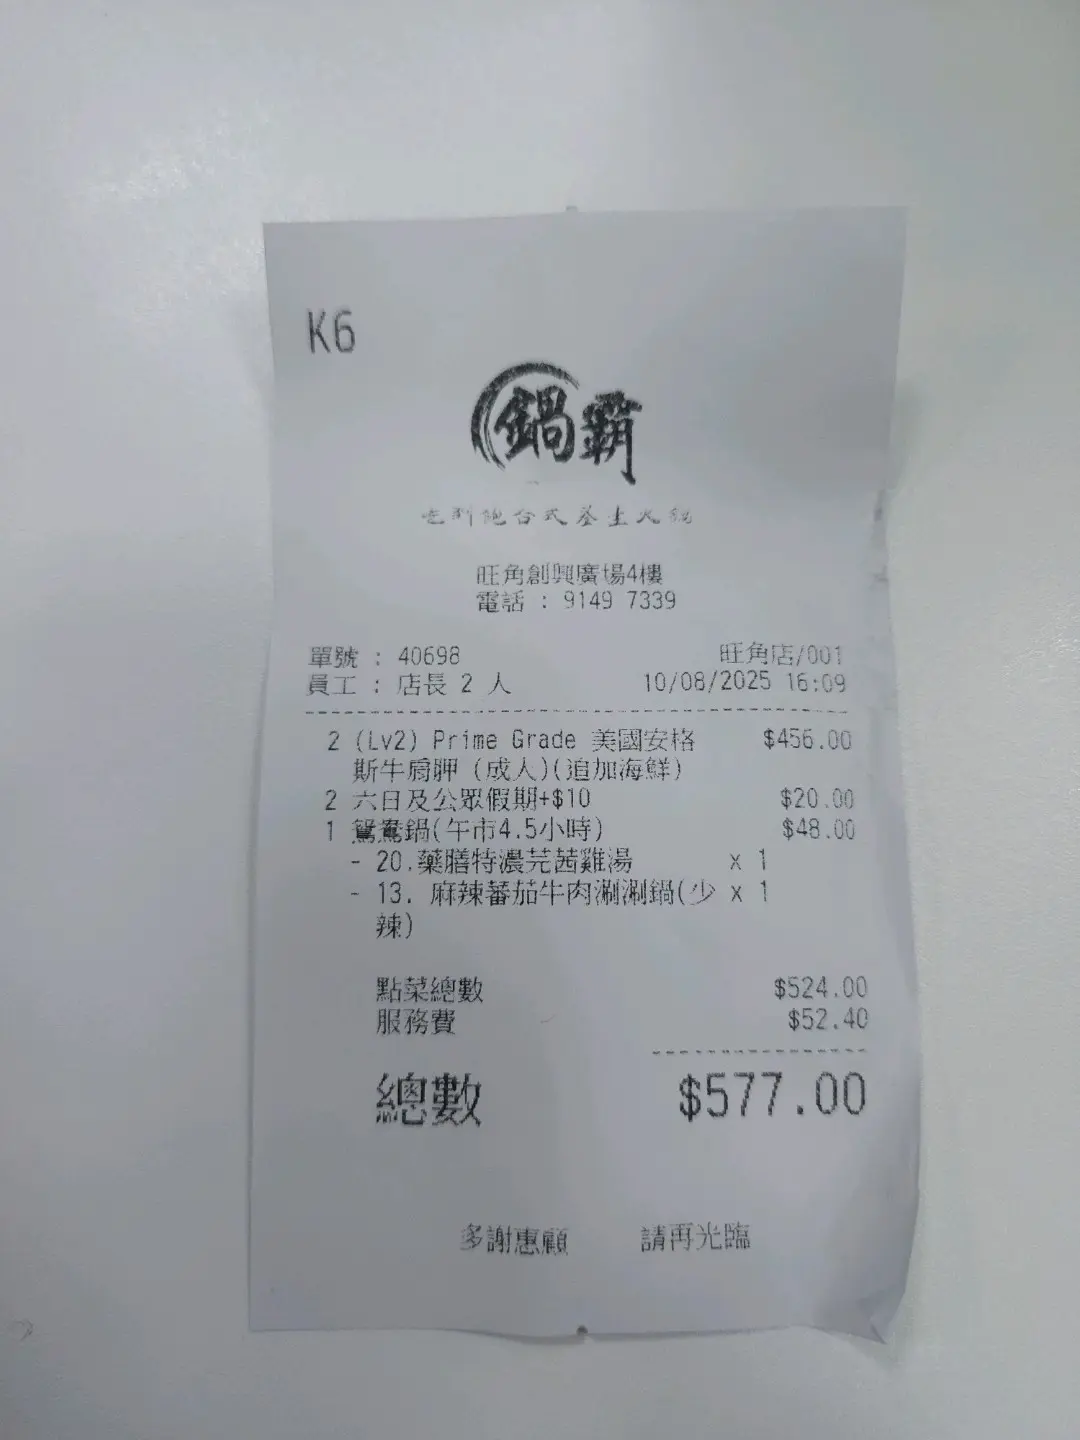 K6
鍋霸
旺角創興廣場4樓
電話 : 9149 7339
單號 : 40698 旺角店/001
員工 : 店長 2 人 10/08/2025 16:09
2 (Lv2) Prime Grade 美國安格 $456.00
斯牛肩胛 (成人)(追加海鮮)
2 六日及公眾假期+$10 $20.00
1 鴛鴦鍋(午市4.5小時) $48.00
- 20.藥膳特濃芫茜雞湯 x 1
- 13. 麻辣蕃茄牛肉涮涮鍋(少 x 1
辣)
點菜總數 $524.00
服務費 $52.40
總數 $577.00
多謝惠顧 請再光臨